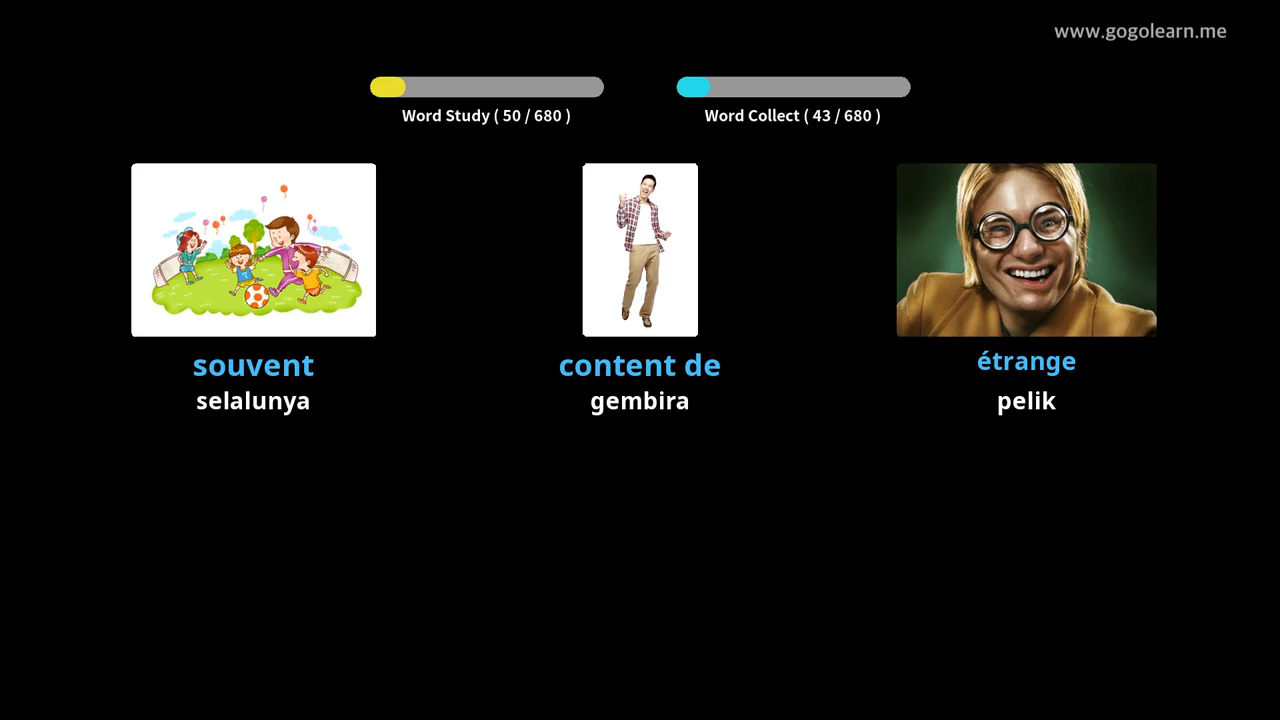 www.gogolearn.me
Word Study ( 50 / 680 )
Word Collect ( 43 / 680 )
souvent
selalunya
content de
gembira
étrange
pelik